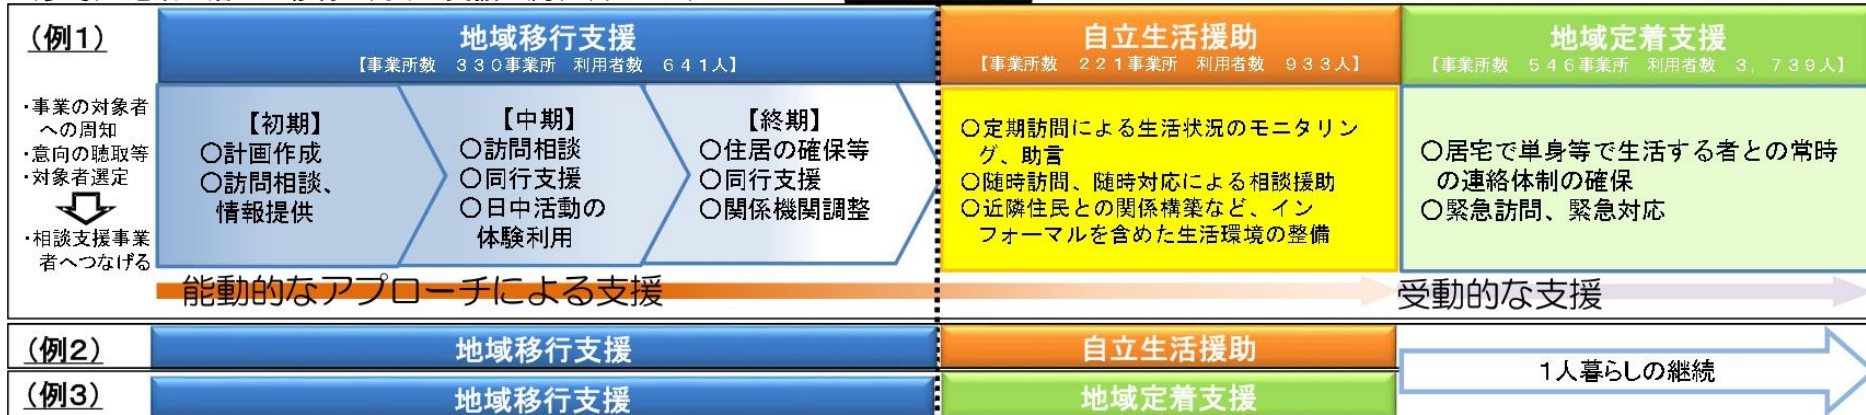 (例1)
地域移行支援
【事業所数 330事業所 利用者数 641人】
自立生活援助
【事業所数 221事業所 利用者数 933人】
地域定着支援
【事業所数 546事業所 利用者数 3,739人】
・事業の対象者
への周知
・意向の聴取等
・対象者選定
・相談支援事業
者へつなげる
【初期】
○計画作成
○訪問相談、
情報提供
【中期】
○訪問相談
○同行支援
○日中活動の
体験利用
【終期】
○住居の確保等
○同行支援
○関係機関調整
○定期訪問による生活状況のモニタリン
グ、助言
○随時訪問、随時対応による相談援助
○近隣住民との関係構築など、イン
フォーマルを含めた生活環境の整備
○居宅で単身等で生活する者との常時
の連絡体制の確保
○緊急訪問、緊急対応
能動的なアプローチによる支援
受動的な支援
(例2)
地域移行支援
自立生活援助
1人暮らしの継続
(例3)
地域移行支援
地域定着支援